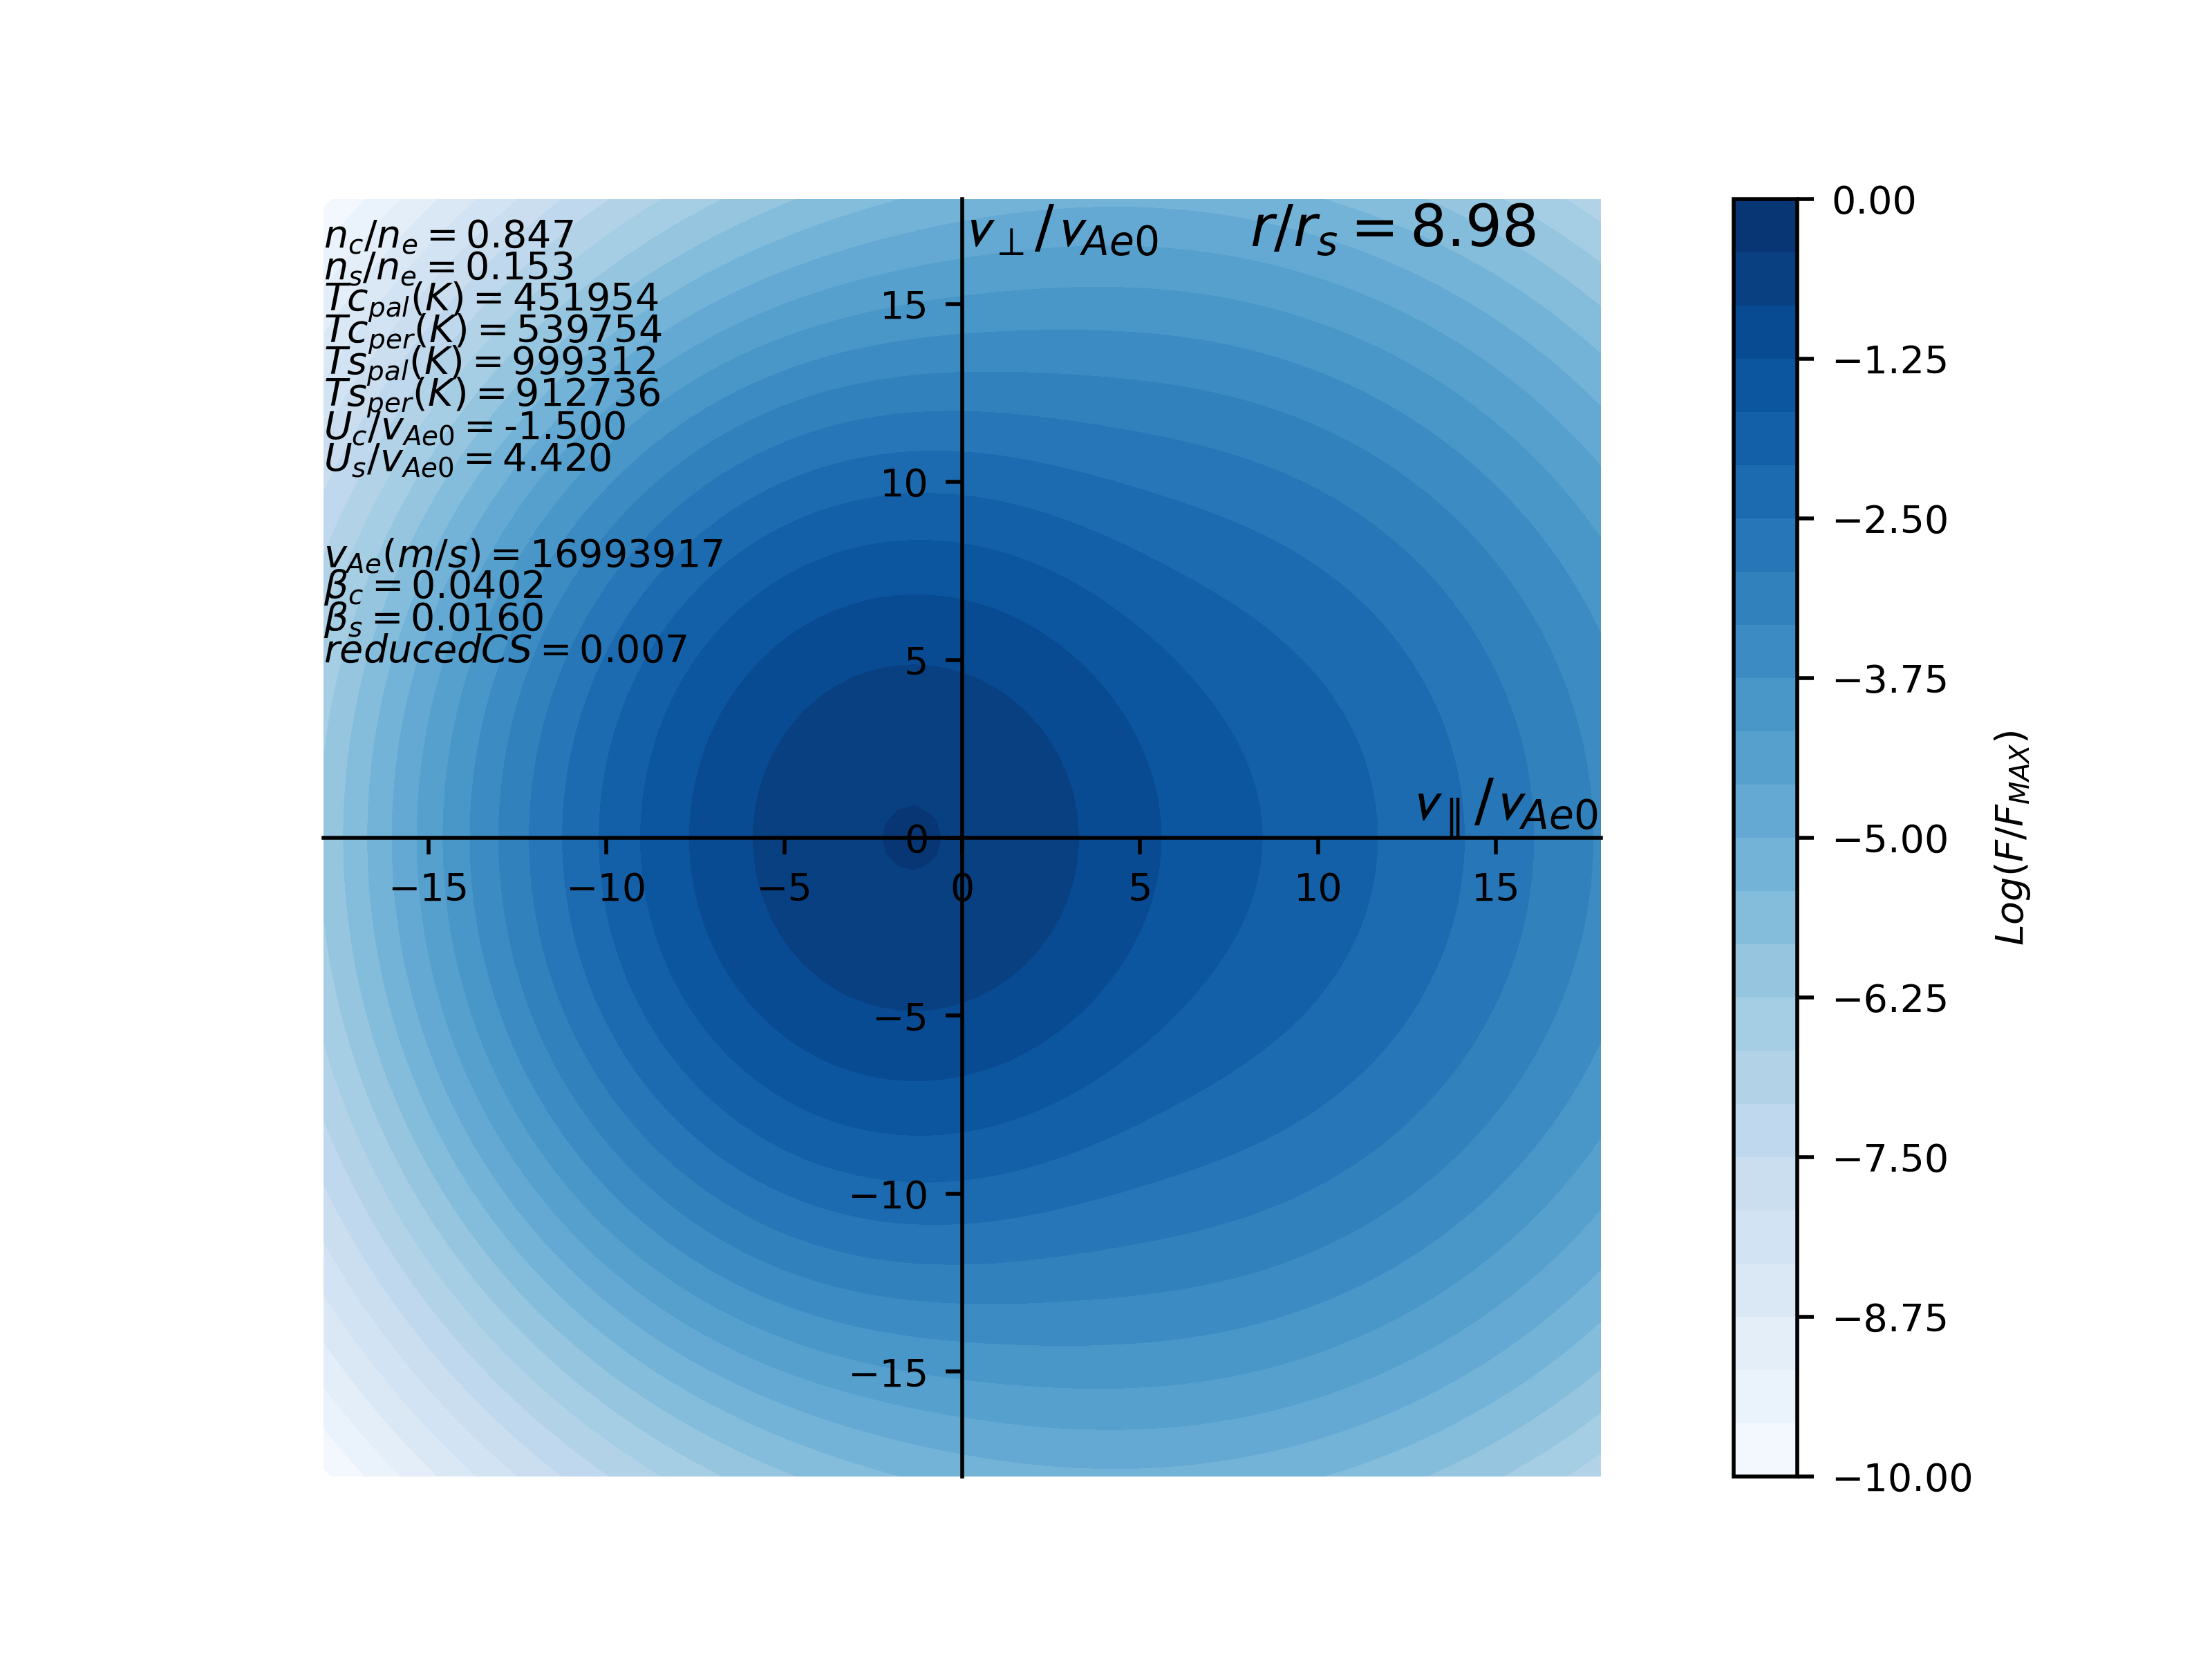 n_c/n_e = 0.847
n_s/n_e = 0.153
Tc_pal(K) = 451954
Tc_per(K) = 539754
Ts_pal(K) = 999312
Ts_per(K) = 912736
U_c/v_Ae0 = -1.500
U_s/v_Ae0 = 4.420
v_Ae(m/s) = 16993917
β_c = 0.0402
β_s = 0.0160
reducedCS = 0.007
v_⊥/v_Ae0
r/r_s = 8.98
15
10
5
0
−5
−10
−15
v_∥/v_Ae0
−15 −10 −5 0 5 10 15
0.00
−1.25
−2.50
−3.75
−5.00
−6.25
−7.50
−8.75
−10.00
Log(F/F_MAX)